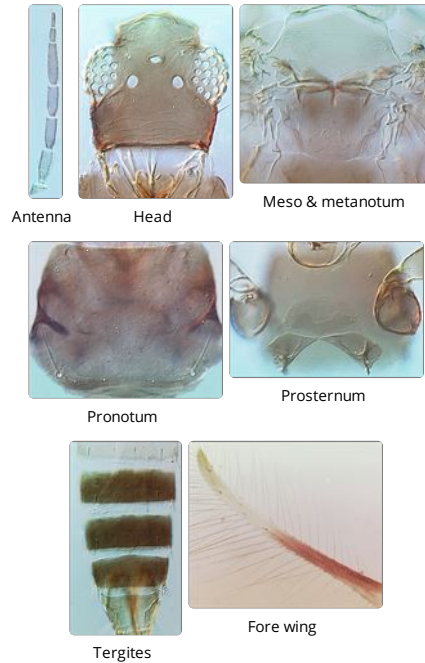 Antenna
Head
Meso & metanotum
Pronotum
Prosternum
Tergites
Fore wing